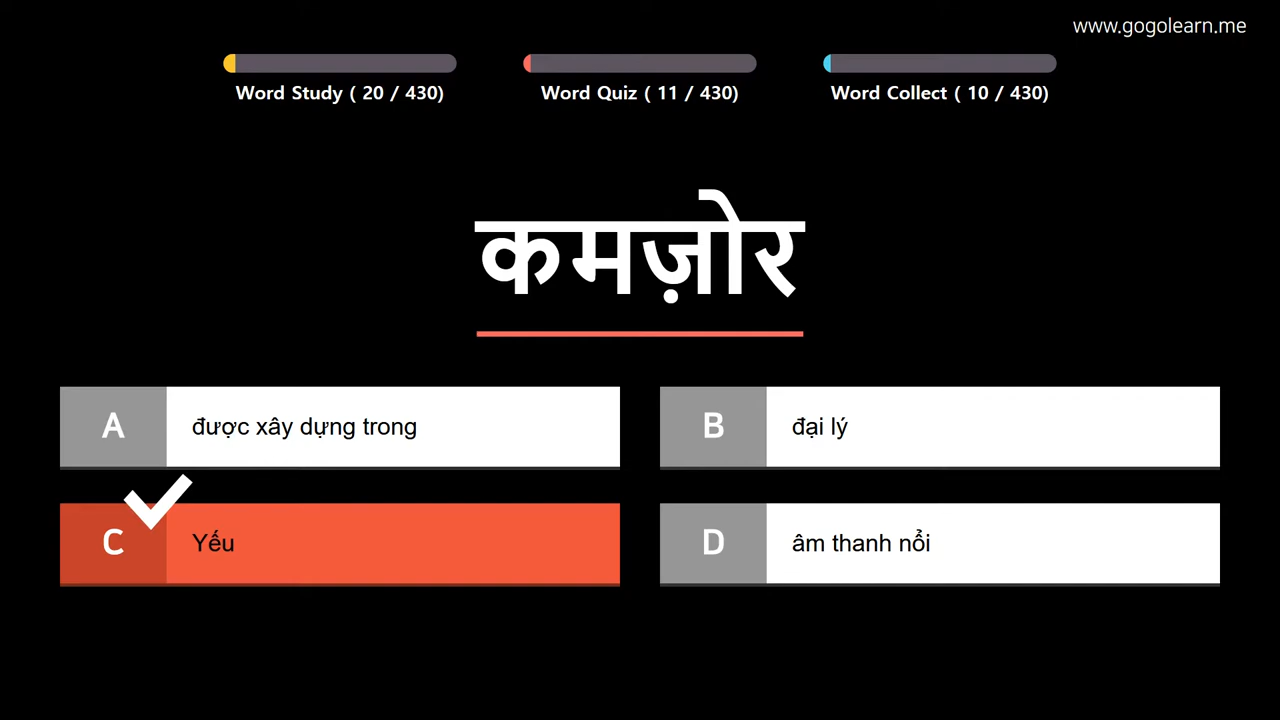 www.gogolearn.me
Word Study ( 20 / 430)
Word Quiz ( 11 / 430)
Word Collect ( 10 / 430)
कमज़ोर
A
được xây dựng trong
B
đại lý
C
Yếu
D
âm thanh nổi